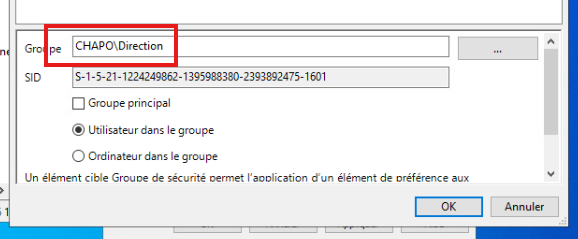 Groupe CHAPO\Direction ...
SID S-1-5-21-1224249862-1395988380-2393892475-1601
Groupe principal
Utilisateur dans le groupe
Ordinateur dans le groupe
Un élément cible Groupe de sécurité permet l'application d'un élément de préférence aux
OK Annuler